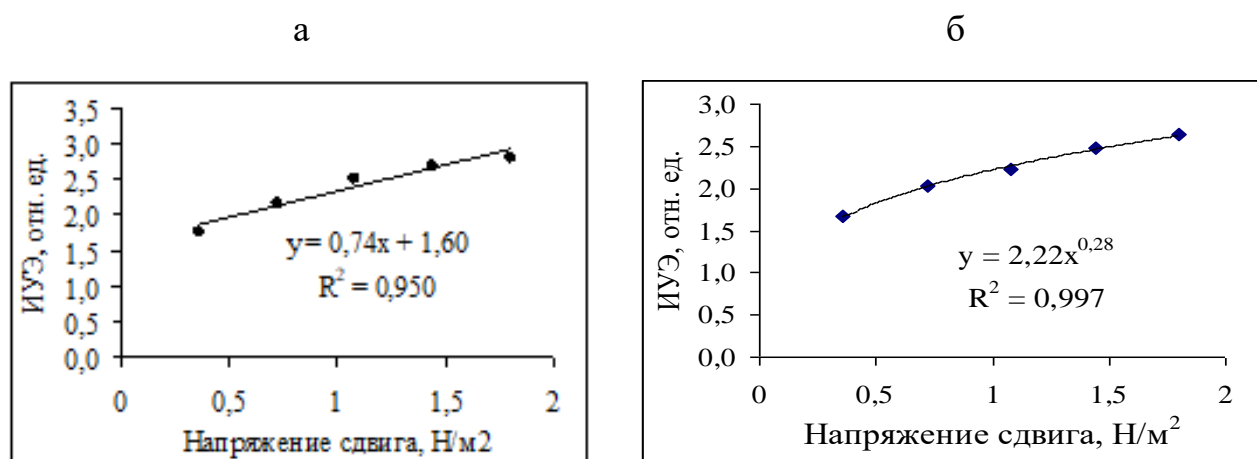 а
б
3,5
3,0
2,5
2,0
1,5
1,0
0,5
0,0
ИУЭ, отн. ед.
y= 0,74x + 1,60
R² = 0,950
0 0,5 1 1,5 2
Напряжение сдвига, Н/м2
3,0
2,5
2,0
1,5
1,0
0,5
0,0
ИУЭ, отн. ед.
y = 2,22x^0,28
R² = 0,997
0 0,5 1 1,5 2
Напряжение сдвига, Н/м²